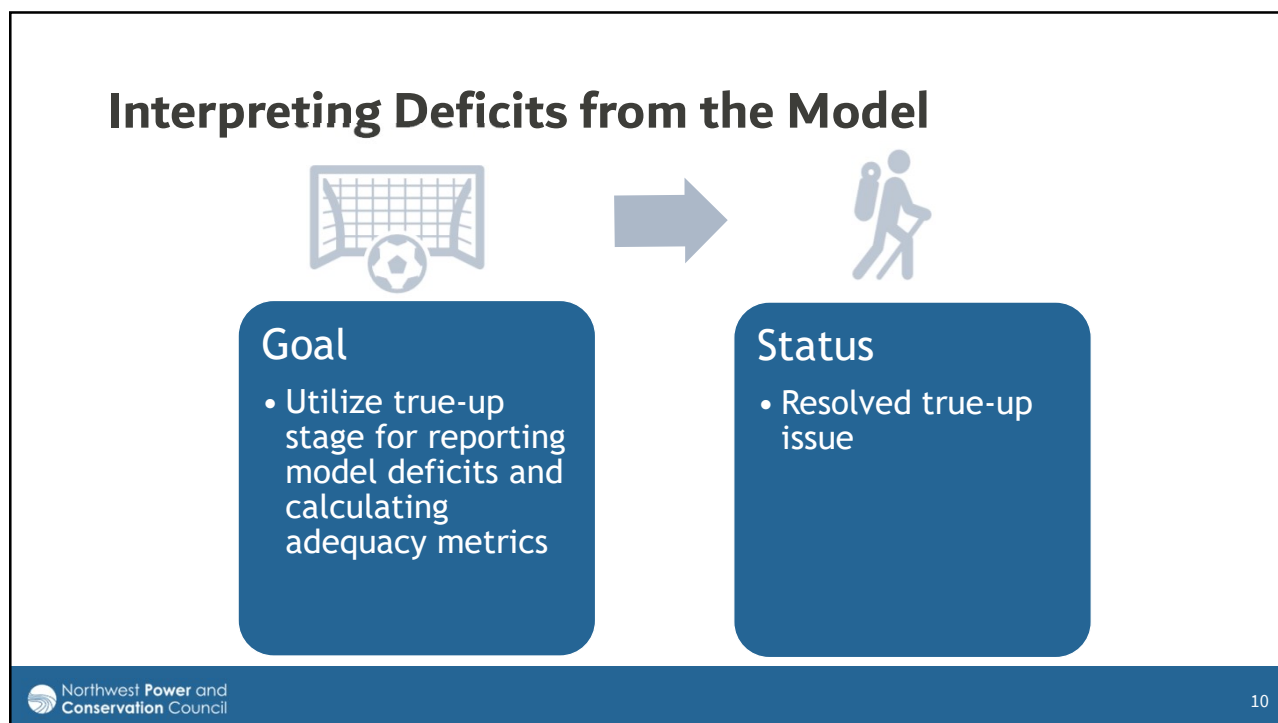 Interpreting Deficits from the Model
Goal
• Utilize true-up
stage for reporting
model deficits and
calculating
adequacy metrics
Status
• Resolved true-up
issue
Northwest Power and
Conservation Council
10